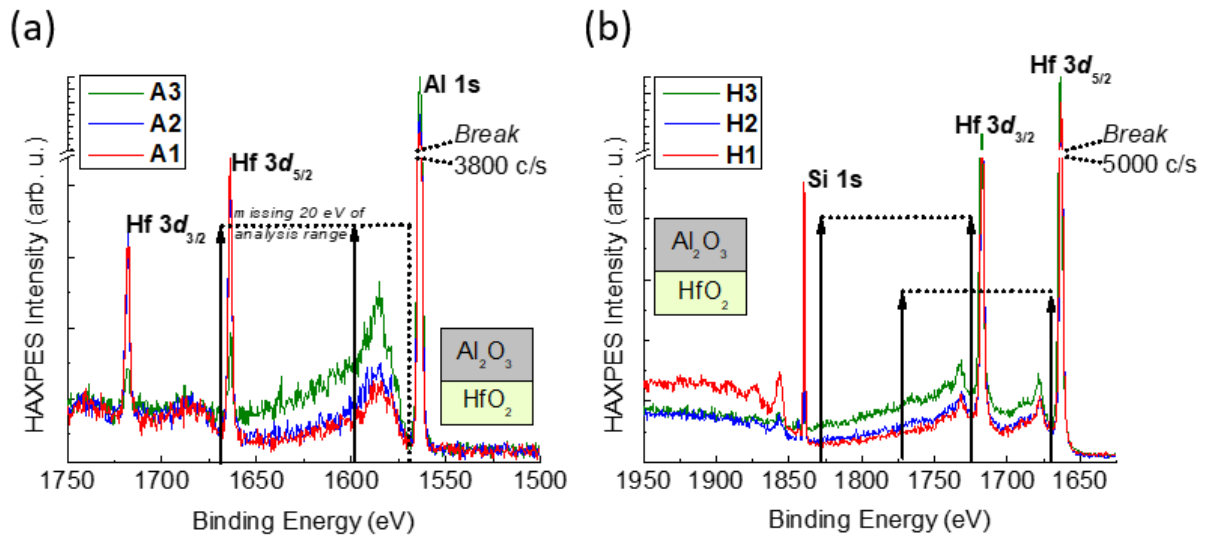 (a)
A3
A2
A1
Al 1s
Break
3800 c/s
Hf 3d5/2
missing 20 eV of
analysis range
Hf 3d3/2
Al2O3
HfO2
HAXPES Intensity (arb. u.)
1750 1700 1650 1600 1550 1500
Binding Energy (eV)
(b)
H3
H2
H1
Hf 3d5/2
Break
5000 c/s
Hf 3d3/2
Si 1s
Al2O3
HfO2
HAXPES Intensity (arb. u.)
1950 1900 1850 1800 1750 1700 1650
Binding Energy (eV)